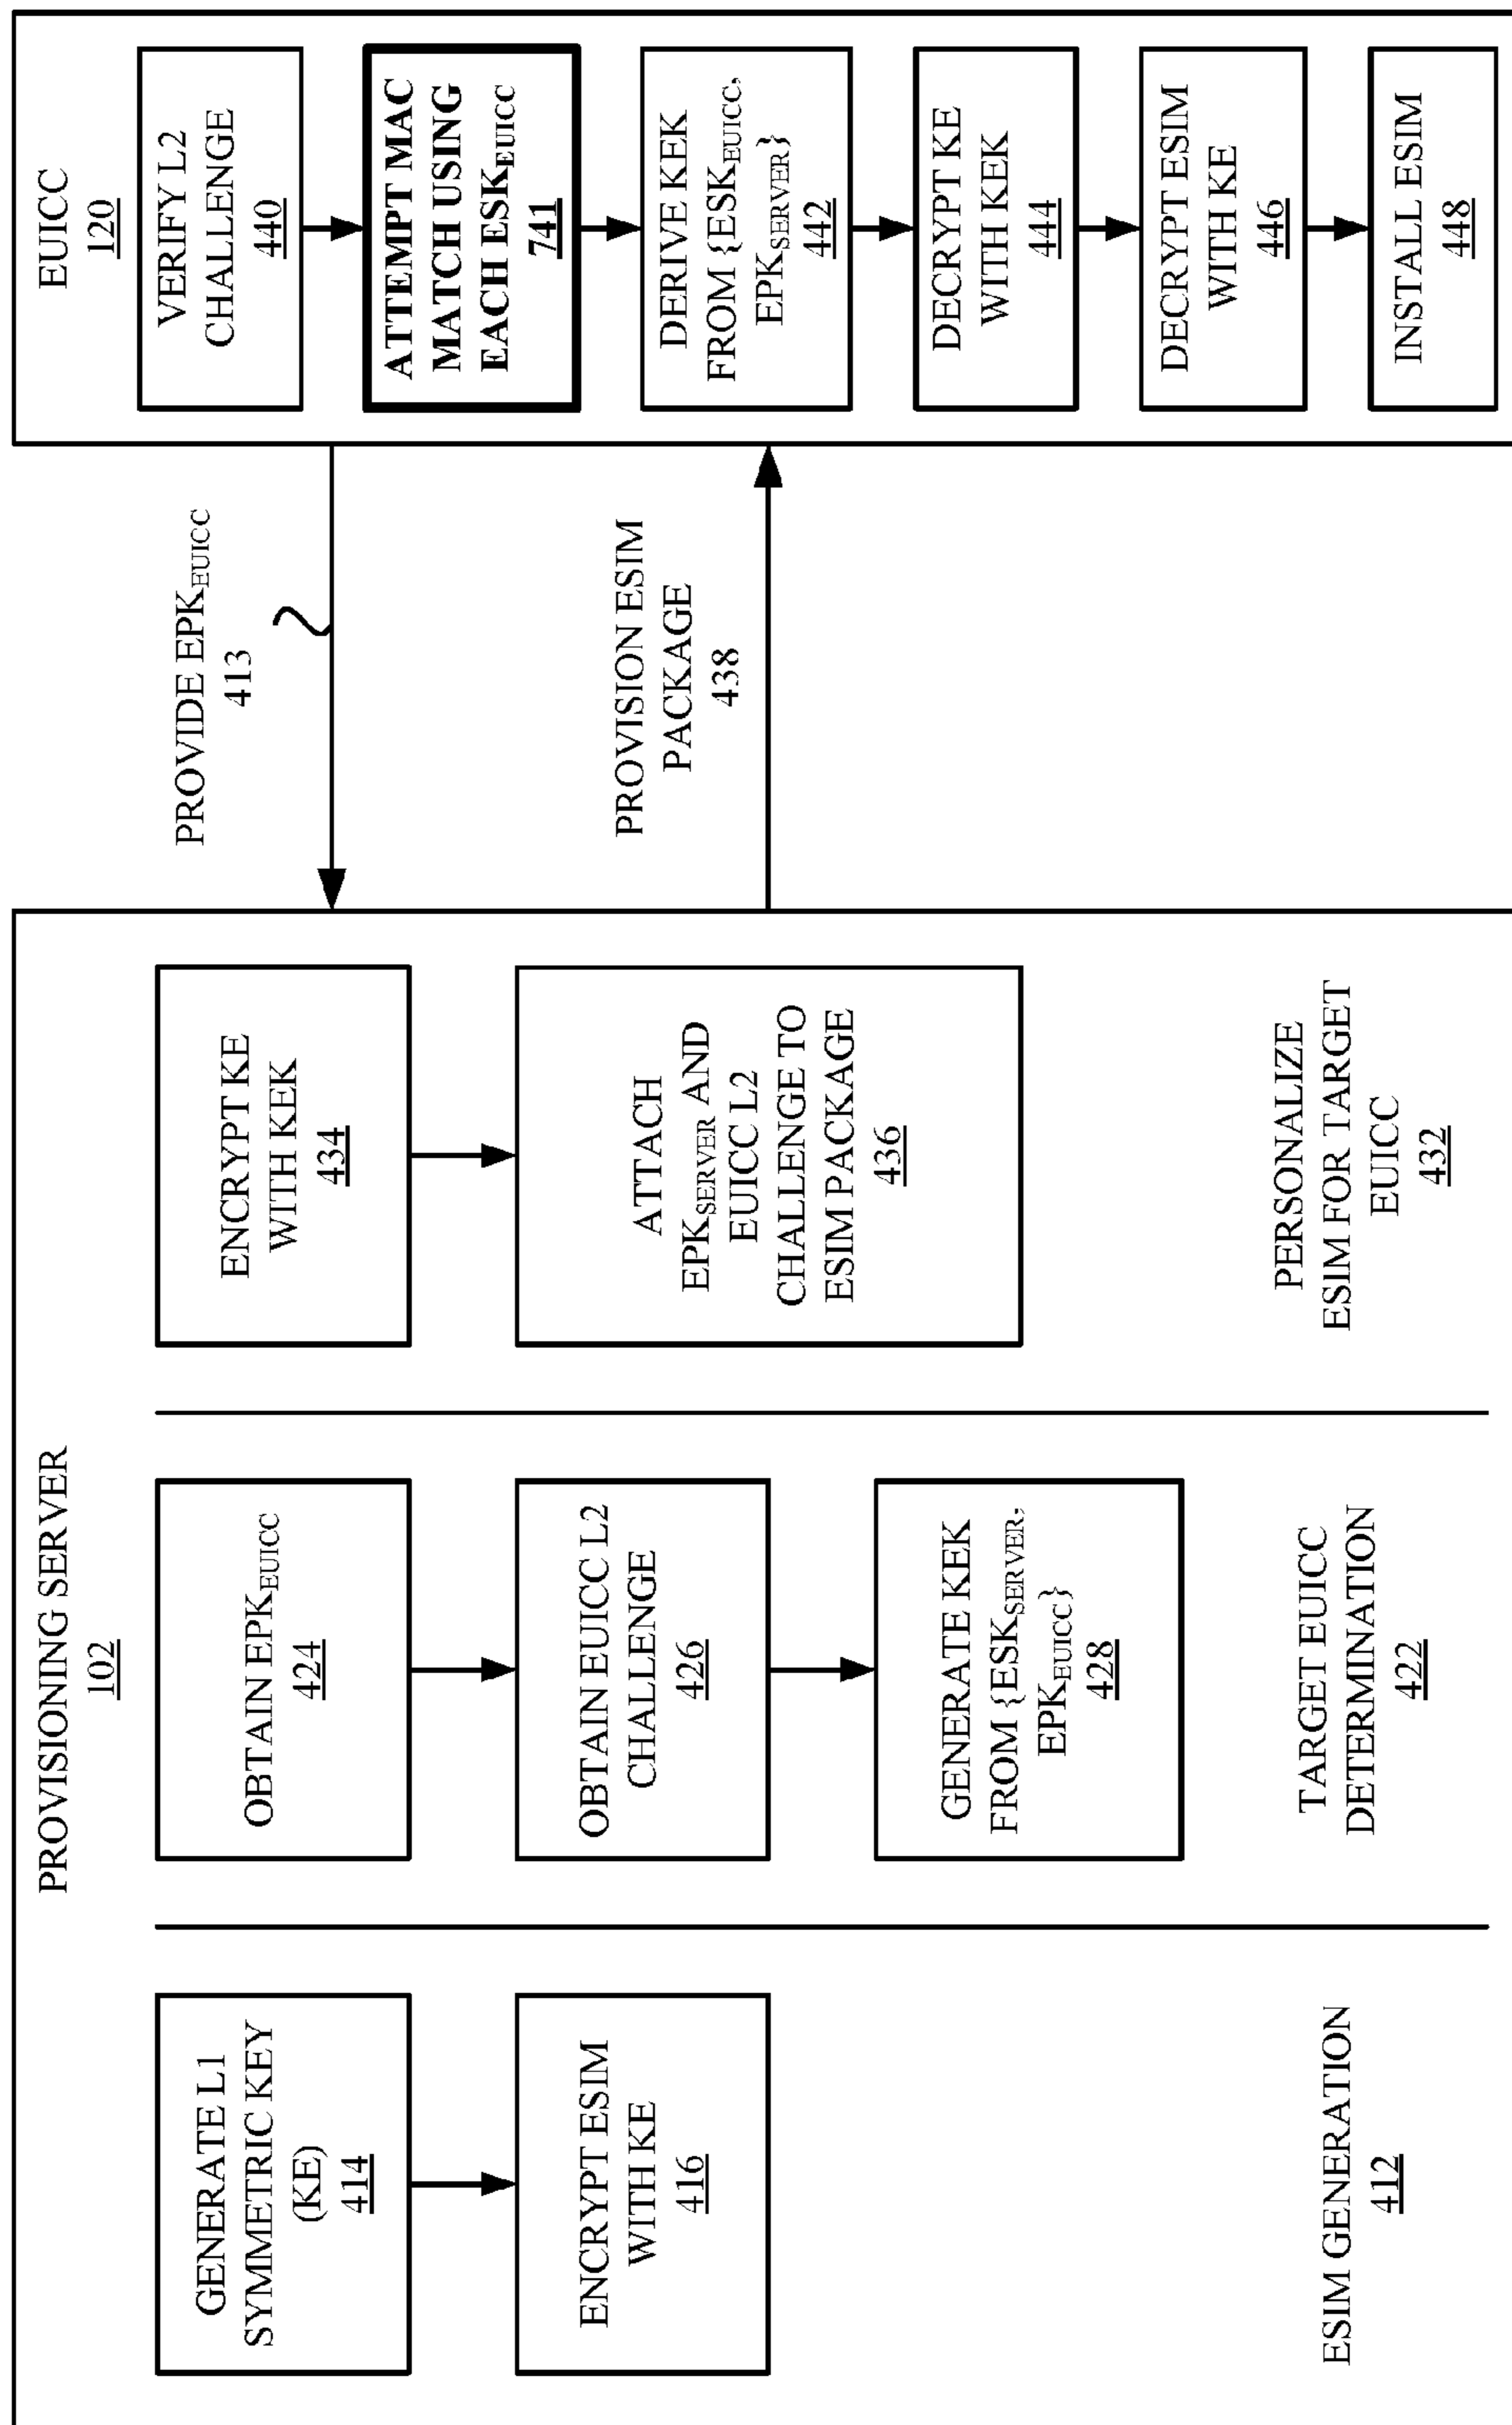 PROVISIONING SERVER
102
GENERATE L1
SYMMETRIC KEY
(KE)
414
ENCRYPT ESIM
WITH KE
416
ESIM GENERATION
412
OBTAIN EPKEUICC
424
OBTAIN EUICC L2
CHALLENGE
426
GENERATE KEK
FROM {ESKSERVER,
EPKEUICC}
428
TARGET EUICC
DETERMINATION
422
ENCRYPT KE
WITH KEK
434
ATTACH
EPKSERVER AND
EUICC L2
CHALLENGE TO
ESIM PACKAGE
436
PERSONALIZE
ESIM FOR TARGET
EUICC
432
PROVIDE EPKEUICC
413
PROVISION ESIM
PACKAGE
438
EUICC
120
VERIFY L2
CHALLENGE
440
ATTEMPT MAC
MATCH USING
EACH ESKEUICC
741
DERIVE KEK
FROM {ESKEUICC,
EPKSERVER}
442
DECRYPT KE
WITH KEK
444
DECRYPT ESIM
WITH KE
446
INSTALL ESIM
448